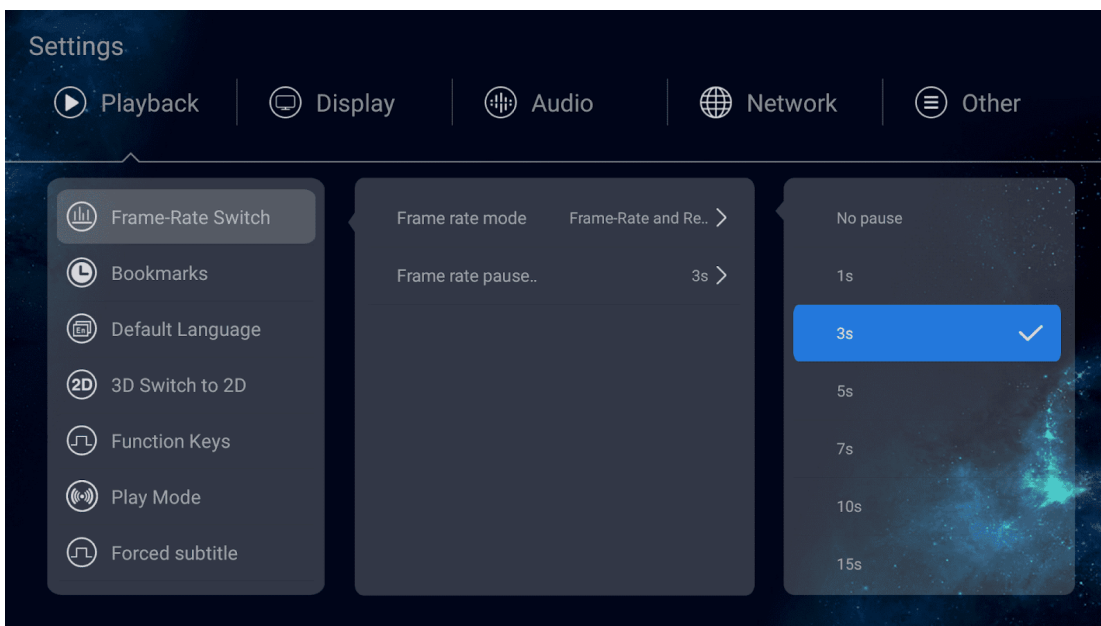 Settings
Playback
Display
Audio
Network
Other
Frame-Rate Switch
Bookmarks
En
Default Language
2D
3D Switch to 2D
Function Keys
Play Mode
Forced subtitle
Frame rate mode
Frame-Rate and Re..
Frame rate pause..
3s
No pause
1s
3s
5s
7s
10s
15s